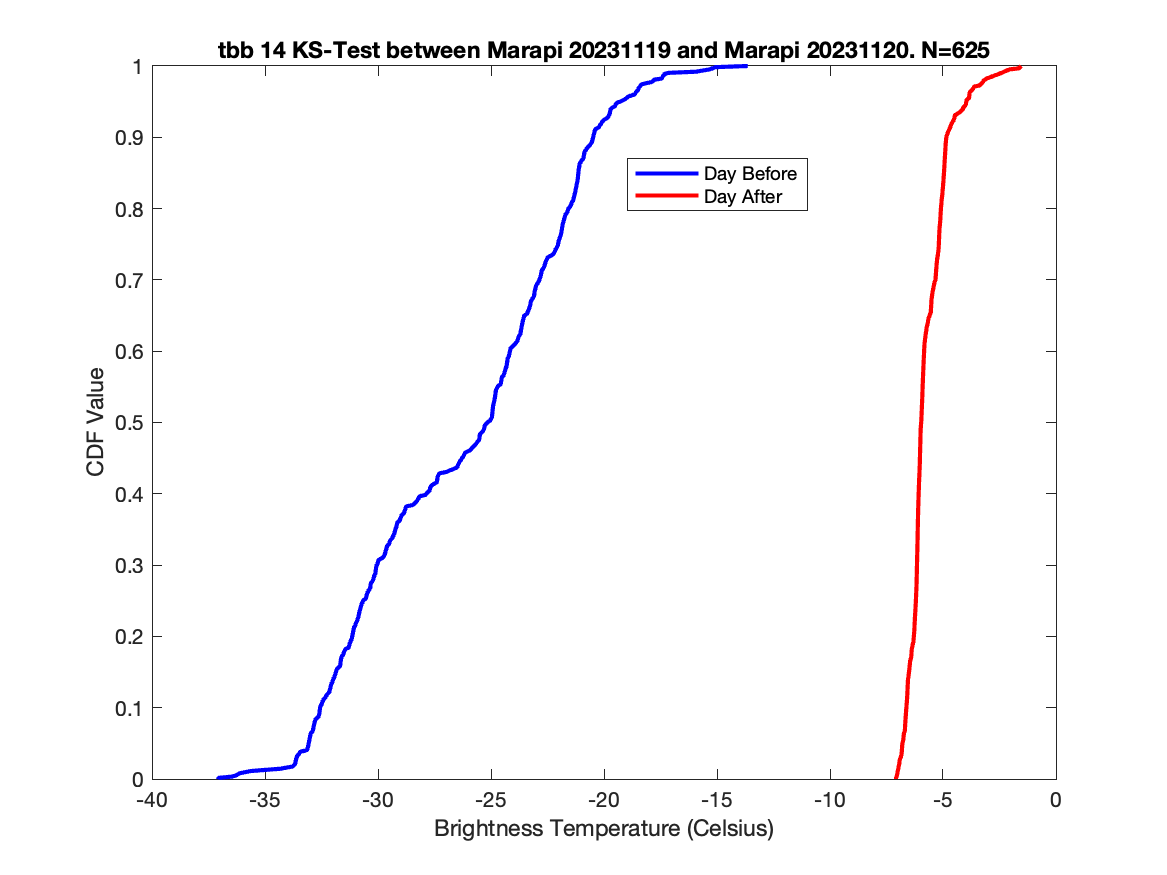 tbb 14 KS-Test between Marapi 20231119 and Marapi 20231120. N=625
1
0.9
0.8
0.7
0.6
0.5
0.4
0.3
0.2
0.1
0
CDF Value
Day Before
Day After
-40 -35 -30 -25 -20 -15 -10 -5 0
Brightness Temperature (Celsius)